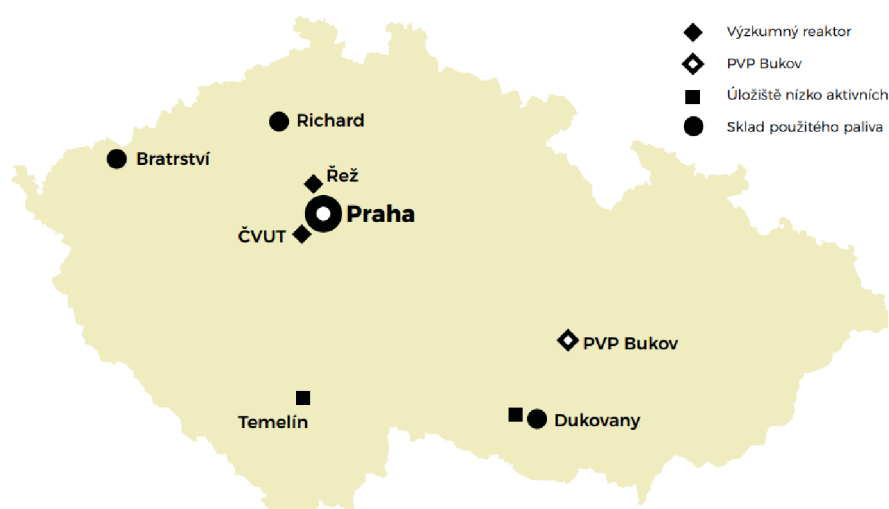 Výzkumný reaktor
PVP Bukov
Úložiště nízko aktivních
Sklad použitého paliva
Richard
Bratrství
Řež
Praha
ČVUT
PVP Bukov
Temelín
Dukovany